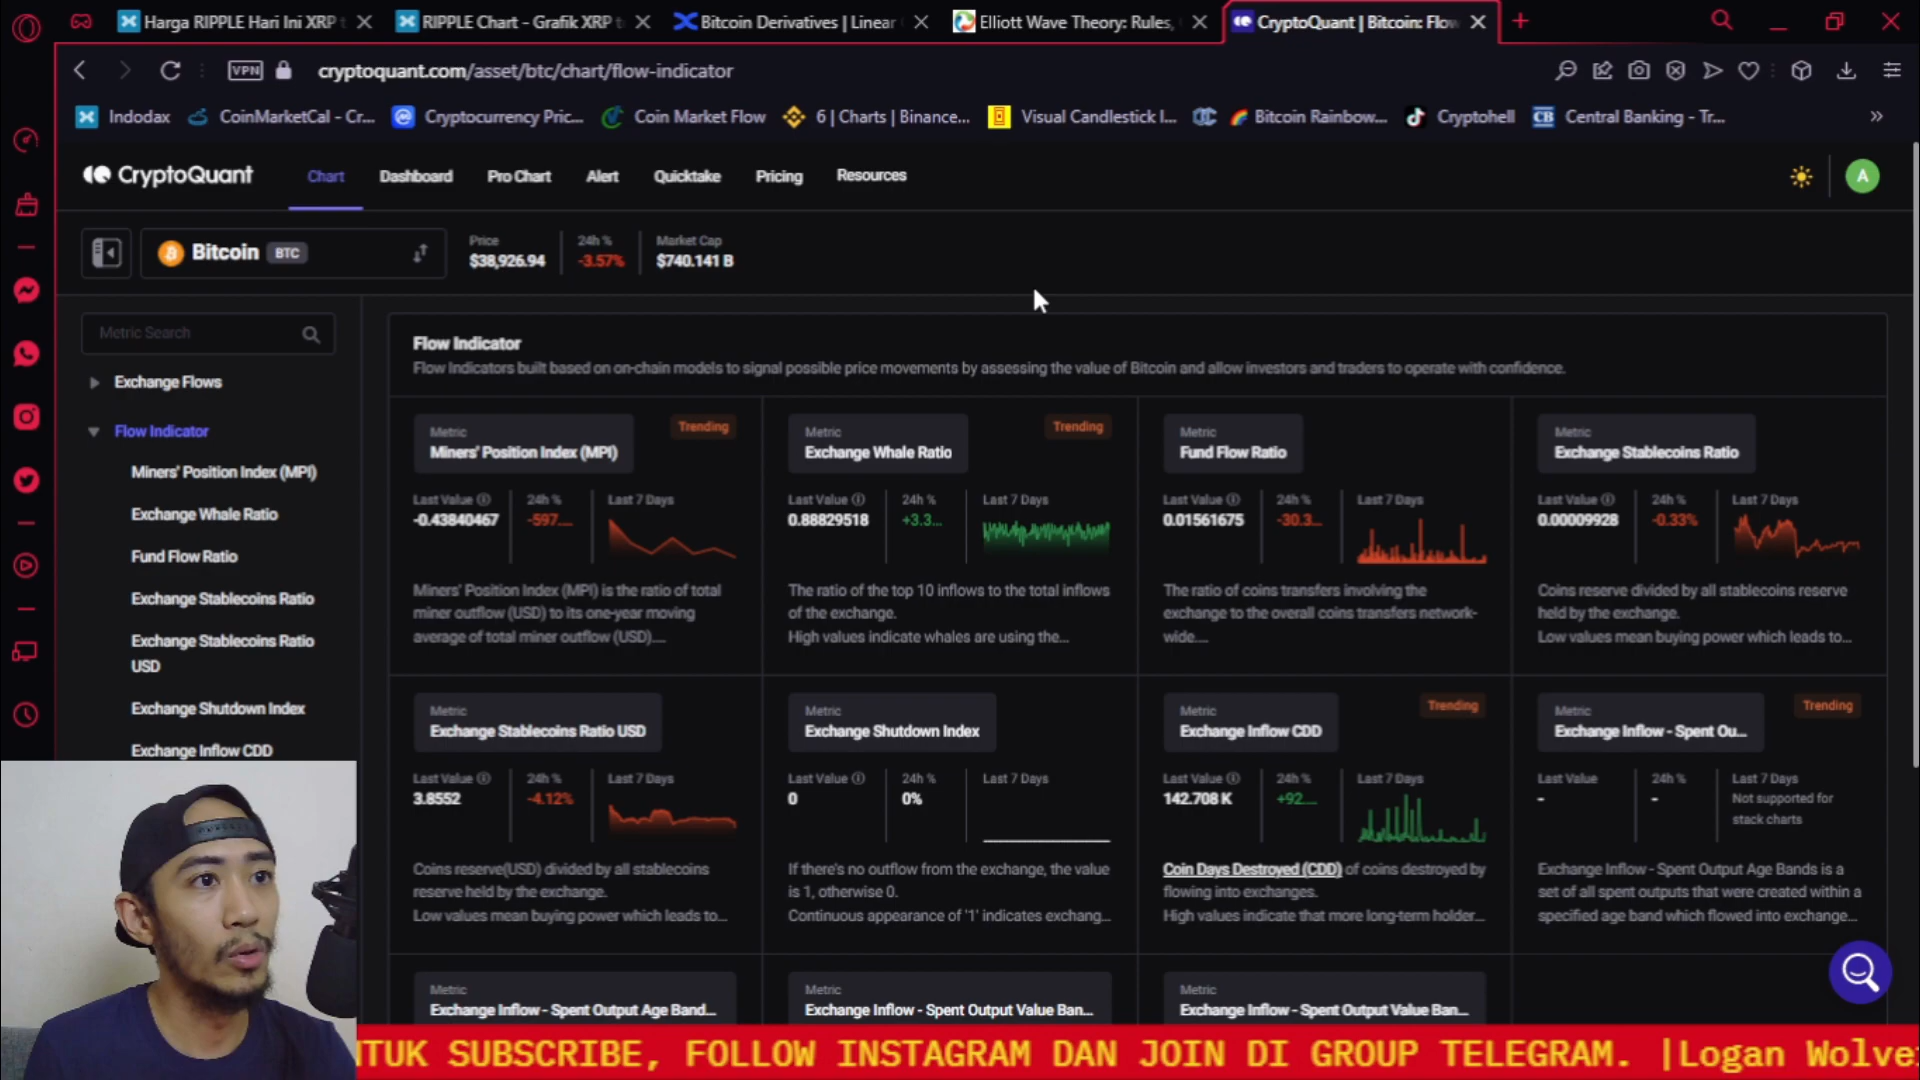 Harga RIPPLE Hari Ini XRP
RIPPLE Chart - Grafik XRP
Bitcoin Derivatives | Linear
Elliott Wave Theory: Rules,
CryptoQuant | Bitcoin: Flow
VPN
cryptoquant.com/asset/btc/chart/flow-indicator
Indodax
CoinMarketCal - Cr...
Cryptocurrency Pric...
Coin Market Flow
6 | Charts | Binance...
Visual Candlestick I...
Bitcoin Rainbow...
Cryptohell
CB
Central Banking - Tr...
CryptoQuant
Chart
Dashboard
Pro Chart
Alert
Quicktake
Pricing
Resources
A
Bitcoin BTC
Price
$38,926.94
24h %
-3.57%
Market Cap
$740.141 B
Metric Search
Exchange Flows
Flow Indicator
Miners' Position Index (MPI)
Exchange Whale Ratio
Fund Flow Ratio
Exchange Stablecoins Ratio
Exchange Stablecoins Ratio
USD
Exchange Shutdown Index
Exchange Inflow CDD
Flow Indicator
Flow Indicators built based on on-chain models to signal possible price movements by assessing the value of Bitcoin and allow investors and traders to operate with confidence.
Metric
Miners' Position Index (MPI)
Trending
Last Value
-0.43840467
24h %
-597....
Last 7 Days
Miners' Position Index (MPI) is the ratio of total
miner outflow (USD) to its one-year moving
average of total miner outflow (USD)....
Metric
Exchange Whale Ratio
Trending
Last Value
0.88829518
24h %
+3.3...
Last 7 Days
The ratio of the top 10 inflows to the total inflows
of the exchange.
High values indicate whales are using the...
Metric
Fund Flow Ratio
Last Value
0.01561675
24h %
-30.3...
Last 7 Days
The ratio of coins transfers involving the
exchange to the overall coins transfers network-
wide....
Metric
Exchange Stablecoins Ratio
Last Value
0.00009928
24h %
-0.33%
Last 7 Days
Coins reserve divided by all stablecoins reserve
held by the exchange.
Low values mean buying power which leads to...
Metric
Exchange Stablecoins Ratio USD
Last Value
3.8552
24h %
-4.12%
Last 7 Days
Coins reserve(USD) divided by all stablecoins
reserve held by the exchange.
Low values mean buying power which leads to...
Metric
Exchange Shutdown Index
Last Value
0
24h %
0%
Last 7 Days
If there's no outflow from the exchange, the value
is 1, otherwise 0.
Continuous appearance of '1' indicates exchang...
Metric
Exchange Inflow CDD
Trending
Last Value
142.708 K
24h %
+92....
Last 7 Days
Coin Days Destroyed (CDD) of coins destroyed by
flowing into exchanges.
High values indicate that more long-term holder...
Metric
Exchange Inflow - Spent Ou...
Trending
Last Value
-
24h %
-
Last 7 Days
Not supported for
stack charts
Exchange Inflow - Spent Output Age Bands is a
set of all spent outputs that were created within a
specified age band which flowed into exchange...
Metric
Exchange Inflow - Spent Output Age Band...
Metric
Exchange Inflow - Spent Output Value Ban...
Metric
Exchange Inflow - Spent Output Value Ban...
NTUK SUBSCRIBE, FOLLOW INSTAGRAM DAN JOIN DI GROUP TELEGRAM. |Logan Wolve